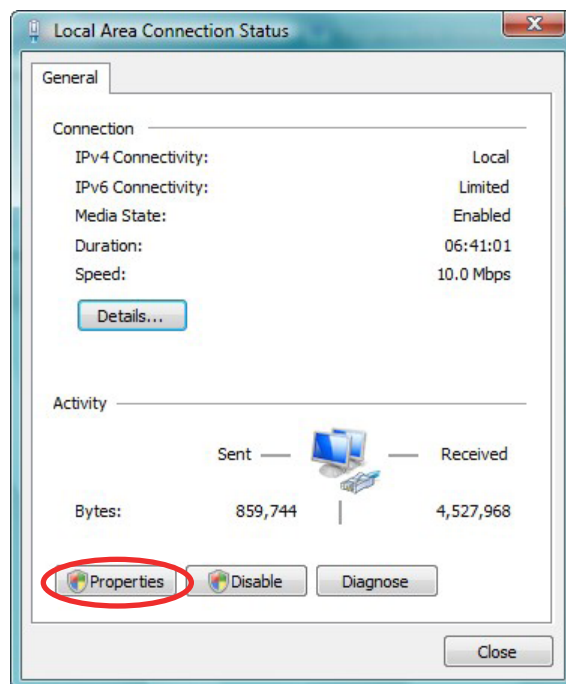 Local Area Connection Status
General
Connection
IPv4 Connectivity: Local
IPv6 Connectivity: Limited
Media State: Enabled
Duration: 06:41:01
Speed: 10.0 Mbps
Details...
Activity
Sent — — Received
Bytes: 859,744 4,527,968
Properties Disable Diagnose
Close